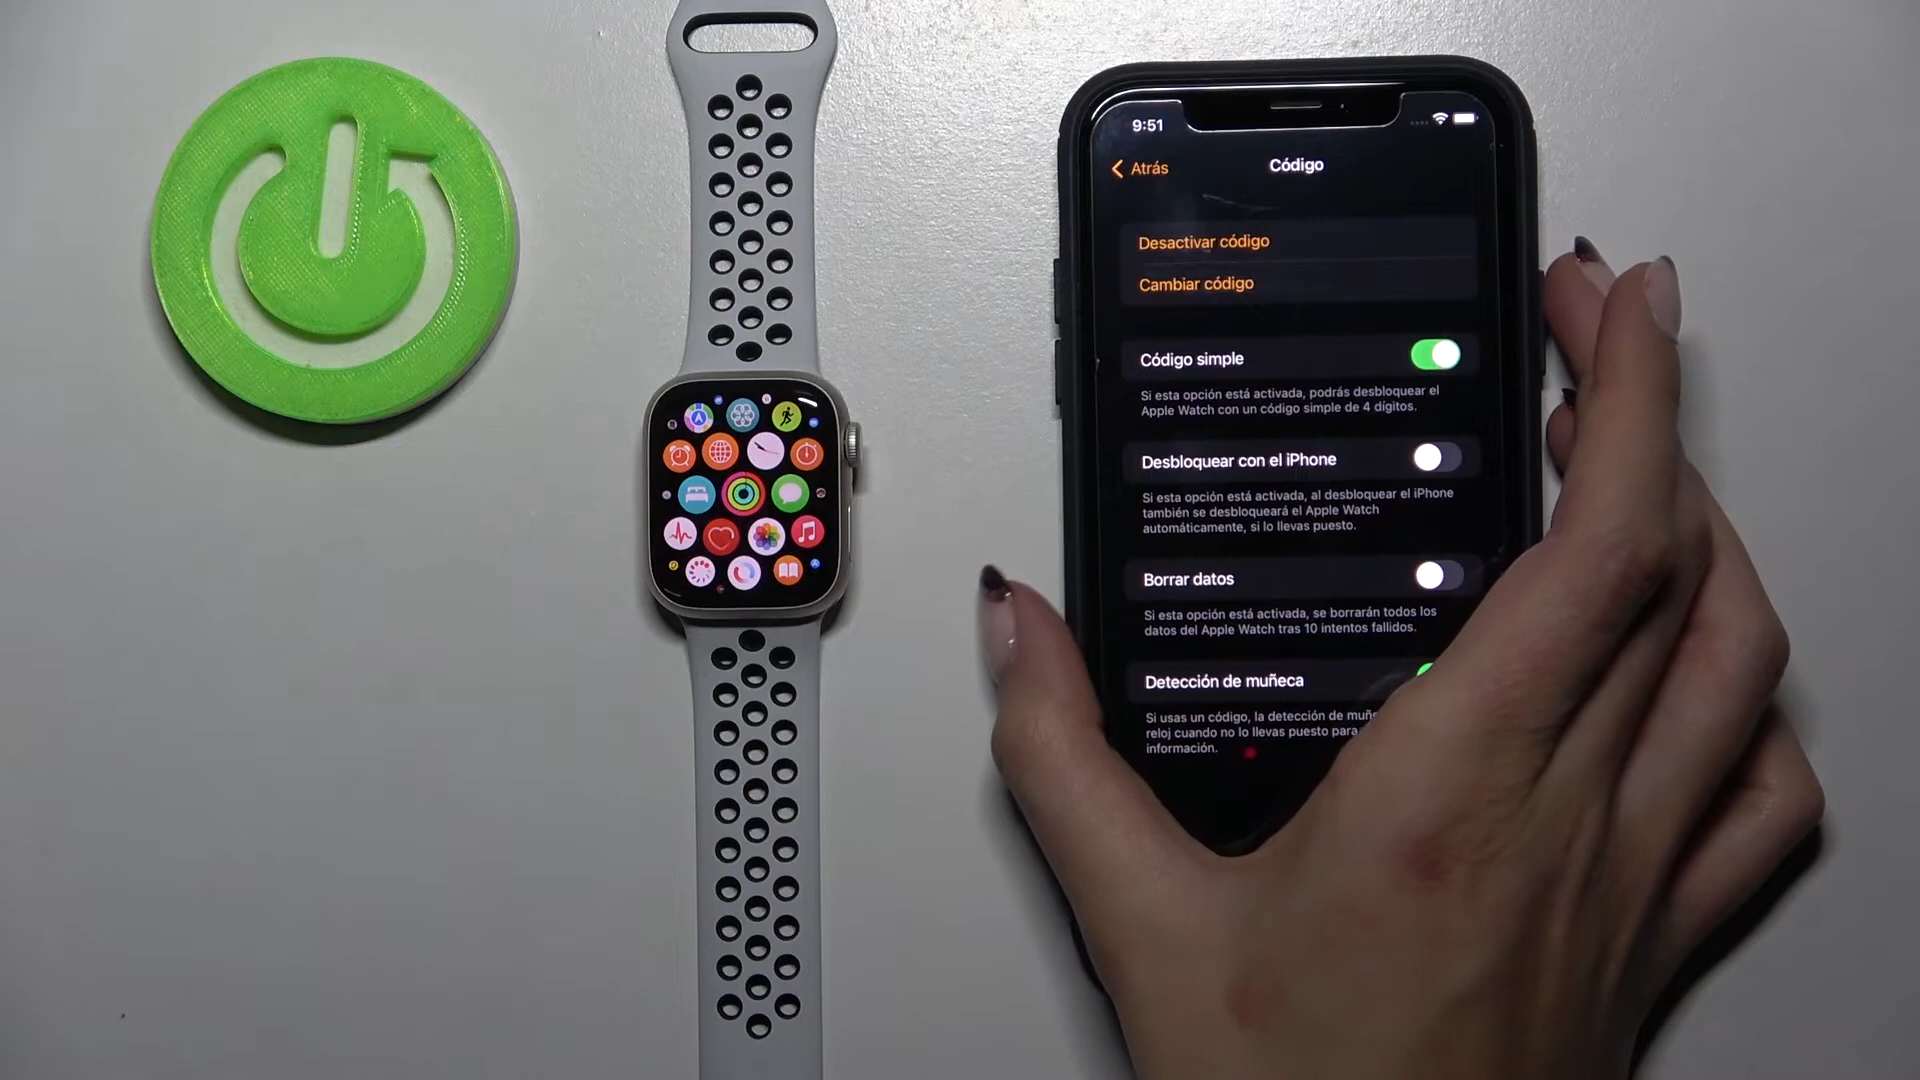 9:51
Atrás
Código
Desactivar código
Cambiar código
Código simple
Si esta opción está activada, podrás desbloquear el
Apple Watch con un código simple de 4 dígitos.
Desbloquear con el iPhone
Si esta opción está activada, al desbloquear el iPhone
también se desbloqueará el Apple Watch
automáticamente, si lo llevas puesto.
Borrar datos
Si esta opción está activada, se borrarán todos los
datos del Apple Watch tras 10 intentos fallidos.
Detección de muñeca
Si usas un código, la detección de
reloj cuando no lo llevas puesto para
información.